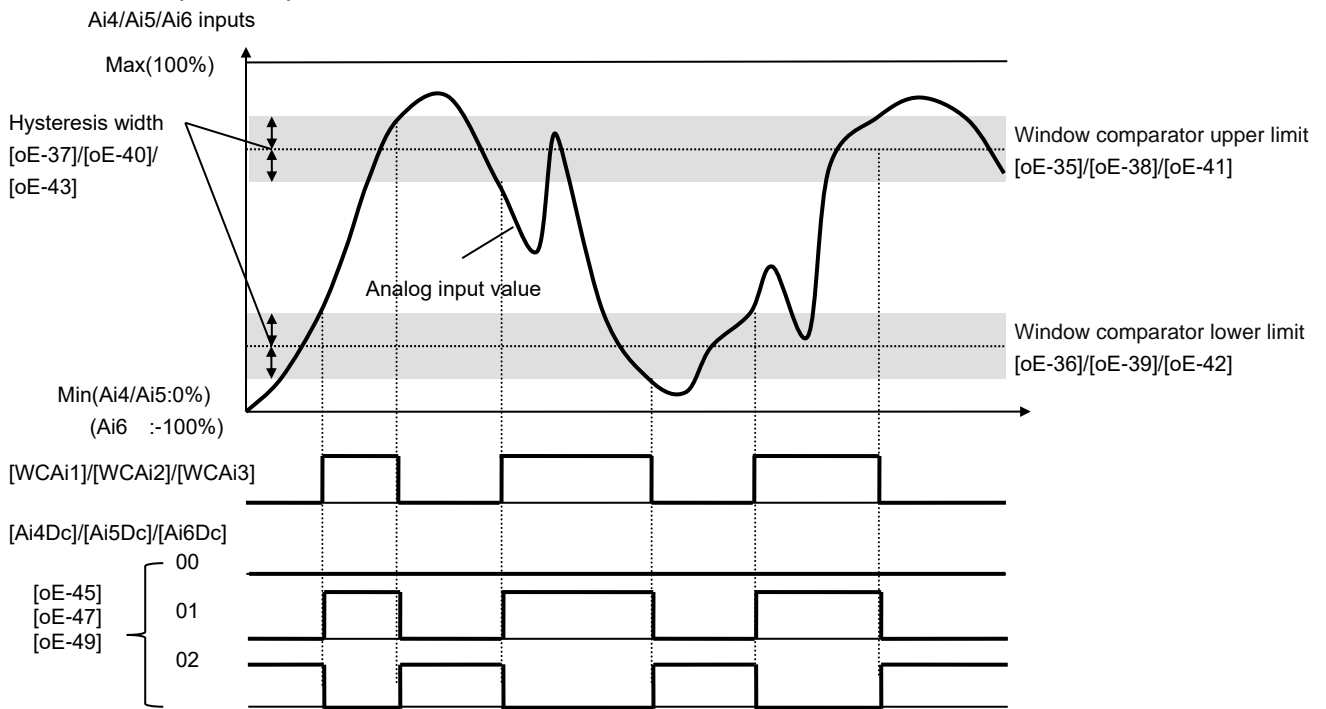 Ai4/Ai5/Ai6 inputs
Max(100%)
Hysteresis width
[oE-37]/[oE-40]/
[oE-43]
Window comparator upper limit
[oE-35]/[oE-38]/[oE-41]
Analog input value
Window comparator lower limit
[oE-36]/[oE-39]/[oE-42]
Min(Ai4/Ai5:0%)
(Ai6 :-100%)
[WCAi1]/[WCAi2]/[WCAi3]
[Ai4Dc]/[Ai5Dc]/[Ai6Dc]
00
[oE-45]
[oE-47]
[oE-49]
01
02